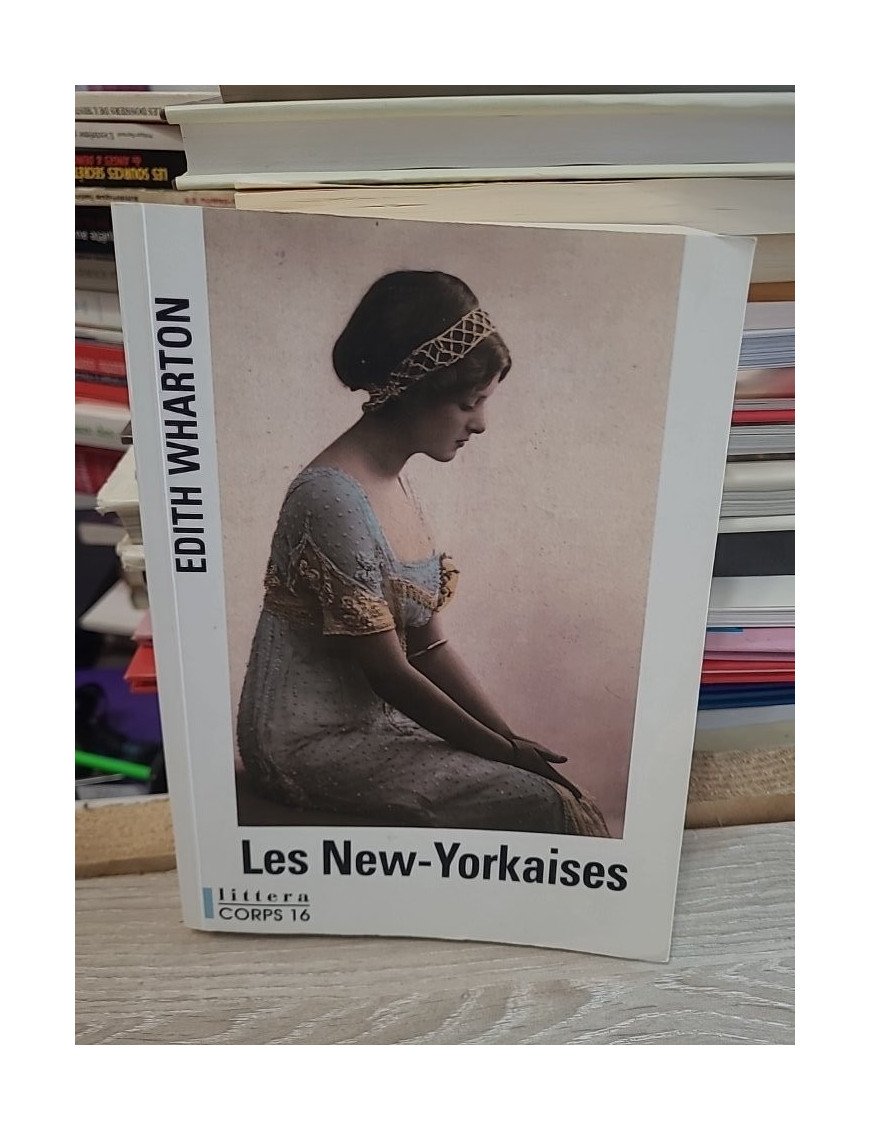 EDITH WHARTON
Les New-Yorkaises
littera
CORPS 16
LES SOURCES SECRÈTES